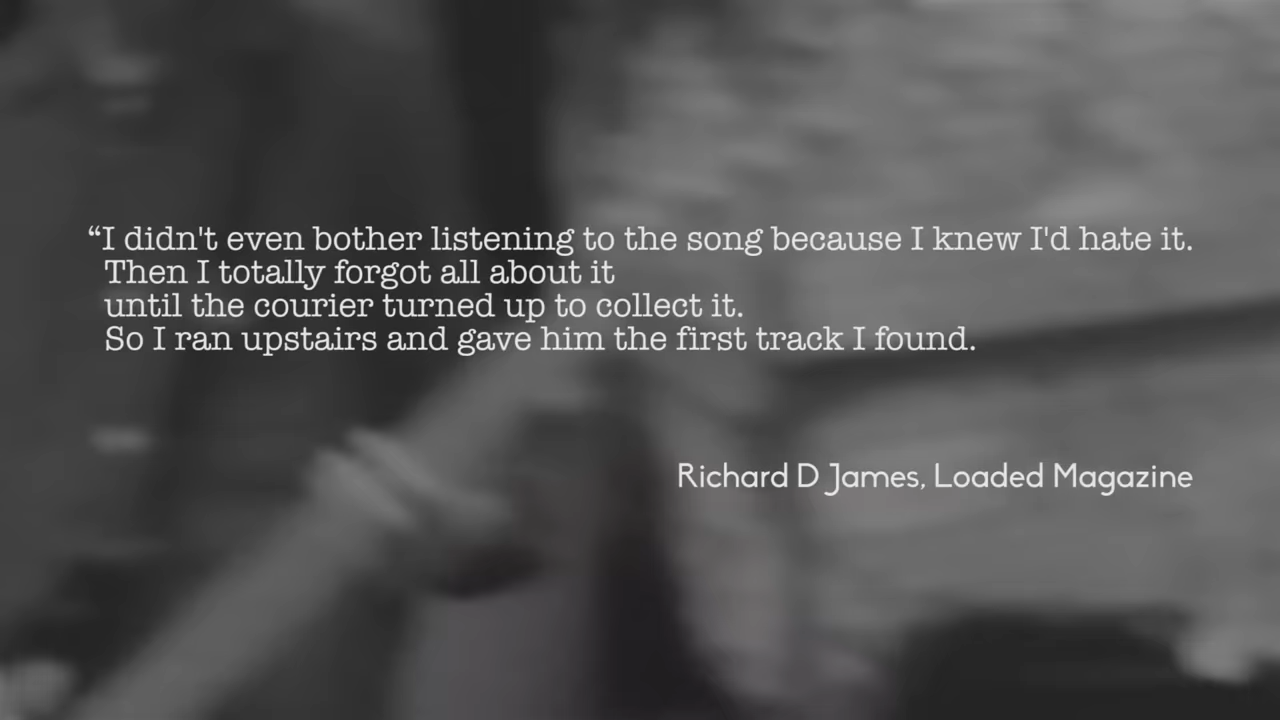 “I didn't even bother listening to the song because I knew I'd hate it.
Then I totally forgot all about it
until the courier turned up to collect it.
So I ran upstairs and gave him the first track I found.
Richard D James, Loaded Magazine